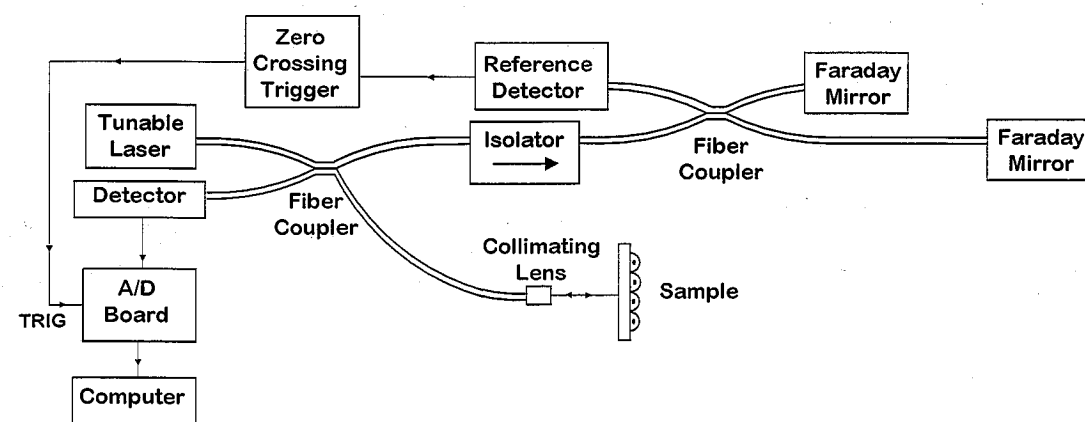 Zero
Crossing
Trigger
Reference
Detector
Faraday
Mirror
Tunable
Laser
Isolator
Fiber
Coupler
Faraday
Mirror
Detector
Fiber
Coupler
Collimating
Lens
Sample
A/D
Board
TRIG
Computer